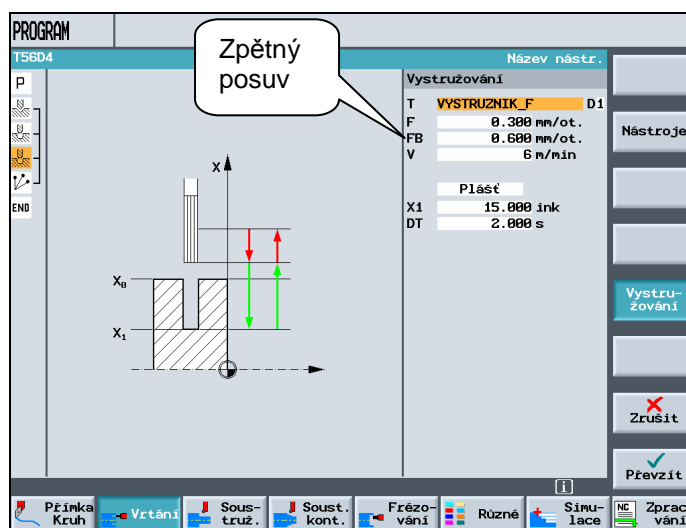 PROGRAM
T56D4
Název nástr.
Zpětný
posuv
P
END
Vystružování
T VYSTRUZNIK_F D1
F 0.300 mm/ot.
FB 0.600 mm/ot.
V 6 m/min
Plášť
X1 15.000 ink
DT 2.000 s
X
X0
X1
Nástroje
Vystru-
žování
Zrušit
Převzít
i
Přímka
Kruh
Vrtání
Sous-
truž.
Soust.
kont.
Frézo-
vání
Různé
Simu-
lace
NC
Zprac
váné